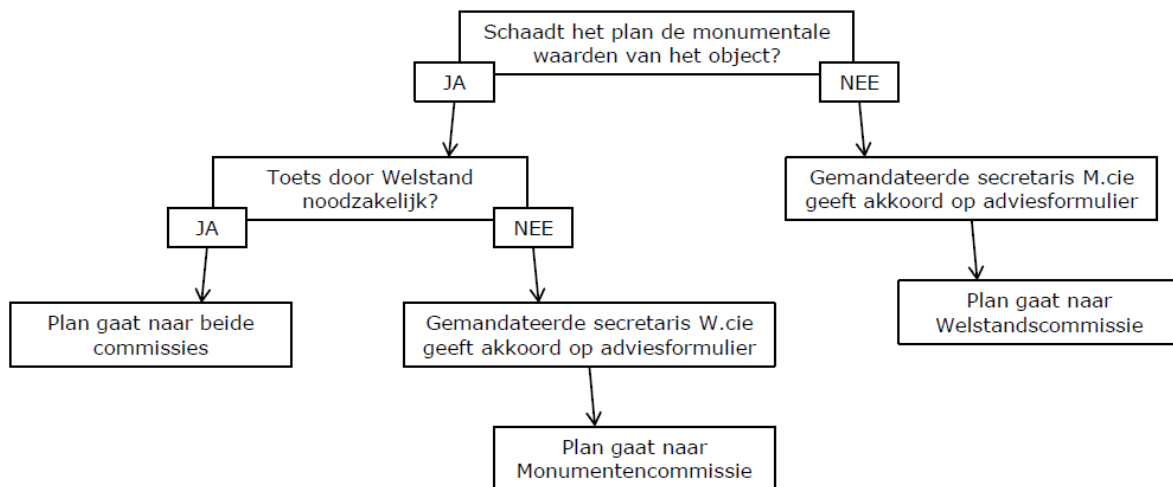 Schaadt het plan de monumentale
waarden van het object?
JA
NEE
Toets door Welstand
noodzakelijk?
JA
NEE
Gemandateerde secretaris M.cie
geeft akkoord op adviesformulier
Plan gaat naar beide
commissies
Gemandateerde secretaris W.cie
geeft akkoord op adviesformulier
Plan gaat naar
Welstandscommissie
Plan gaat naar
Monumentencommissie